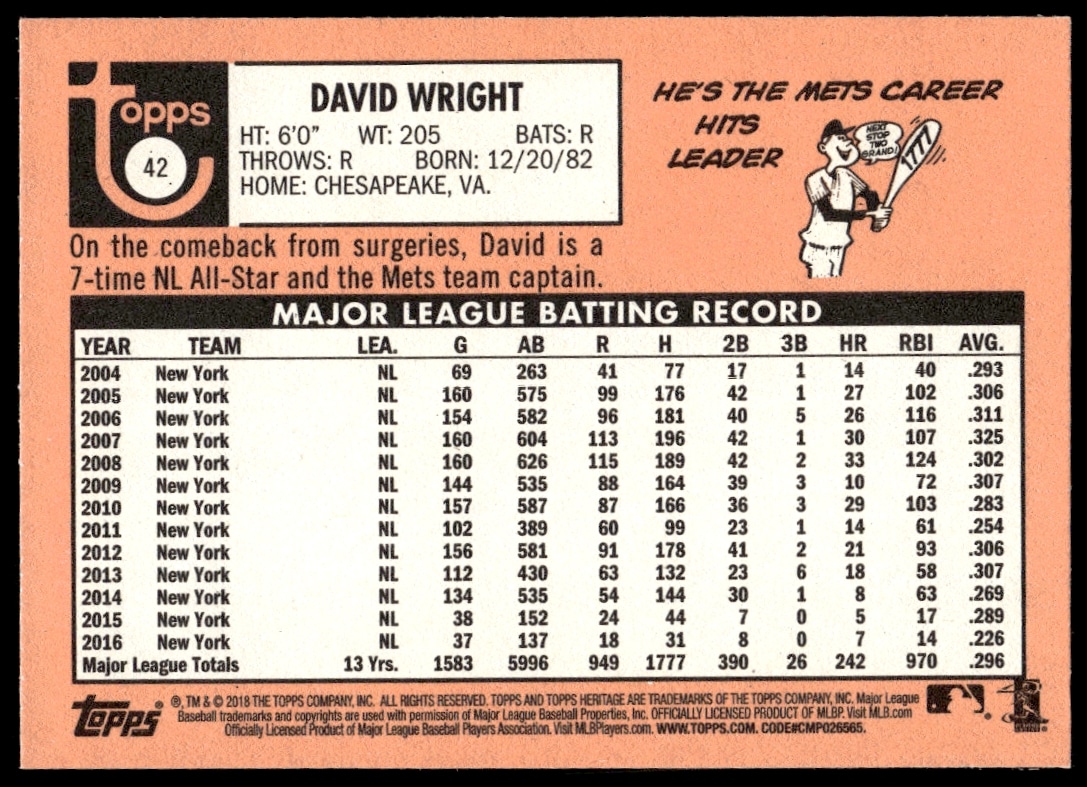 topps
42
DAVID WRIGHT
HT: 6'0" WT: 205 BATS: R
THROWS: R BORN: 12/20/82
HOME: CHESAPEAKE, VA.
HE'S THE METS CAREER
HITS
LEADER
NEXT
STOP
TWO
GRAND!
1777
On the comeback from surgeries, David is a
7-time NL All-Star and the Mets team captain.
MAJOR LEAGUE BATTING RECORD
YEAR TEAM LEA. G AB R H 2B 3B HR RBI AVG.
2004 New York NL 69 263 41 77 17 1 14 40 .293
2005 New York NL 160 575 99 176 42 1 27 102 .306
2006 New York NL 154 582 96 181 40 5 26 116 .311
2007 New York NL 160 604 113 196 42 1 30 107 .325
2008 New York NL 160 626 115 189 42 2 33 124 .302
2009 New York NL 144 535 88 164 39 3 10 72 .307
2010 New York NL 157 587 87 166 36 3 29 103 .283
2011 New York NL 102 389 60 99 23 1 14 61 .254
2012 New York NL 156 581 91 178 41 2 21 93 .306
2013 New York NL 112 430 63 132 23 6 18 58 .307
2014 New York NL 134 535 54 144 30 1 8 63 .269
2015 New York NL 38 152 24 44 7 0 5 17 .289
2016 New York NL 37 137 18 31 8 0 7 14 .226
Major League Totals 13 Yrs. 1583 5996 949 1777 390 26 242 970 .296
topps®
®, TM & © 2018 THE TOPPS COMPANY, INC. ALL RIGHTS RESERVED. TOPPS AND TOPPS HERITAGE ARE TRADEMARKS OF THE TOPPS COMPANY, INC. Major League
Baseball trademarks and copyrights are used with permission of Major League Baseball Properties, Inc. OFFICIALLY LICENSED PRODUCT OF MLBP. Visit MLB.com
Officially Licensed Product of Major League Baseball Players Association. Visit MLBPlayers.com. WWW.TOPPS.COM. CODE#CMP026565.